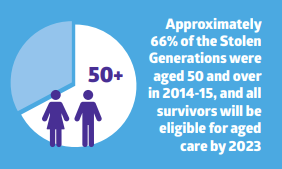 50+
Approximately
66% of the Stolen
Generations were
aged 50 and over
in 2014-15, and all
survivors will be
eligible for aged
care by 2023